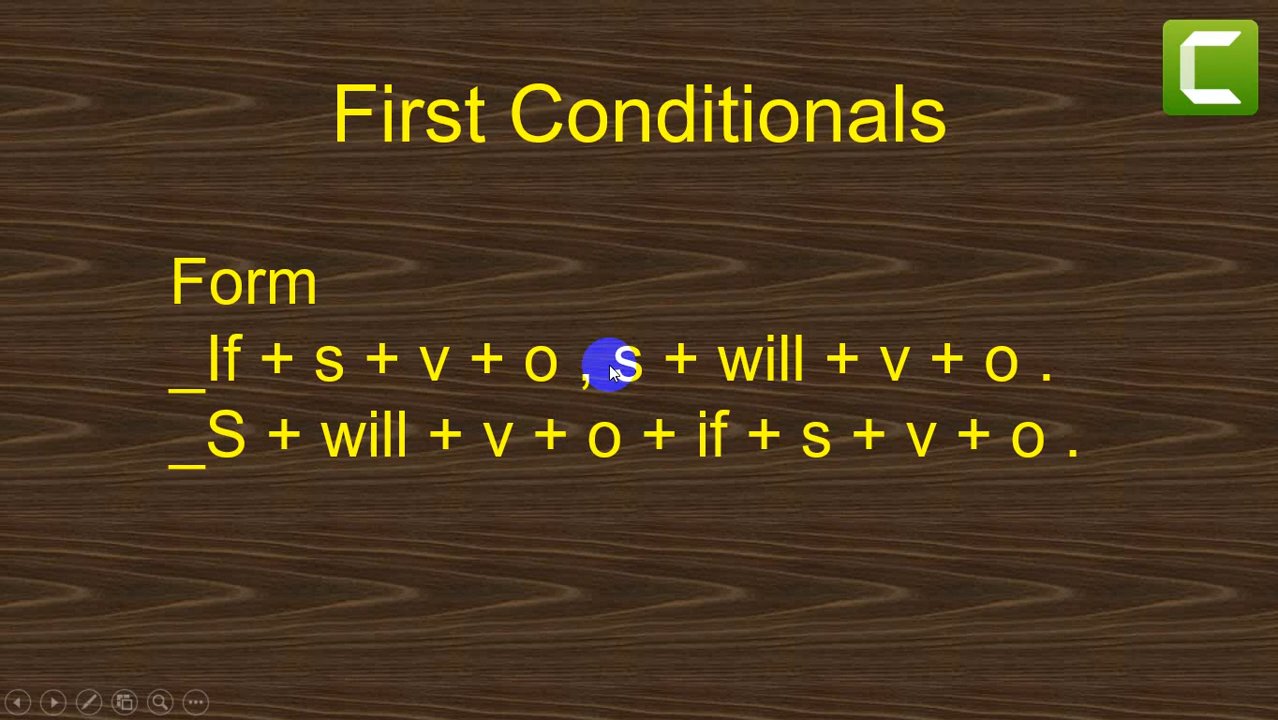 First Conditionals
Form
_If + s + v + o , s + will + v + o .
_S + will + v + o + if + s + v + o .